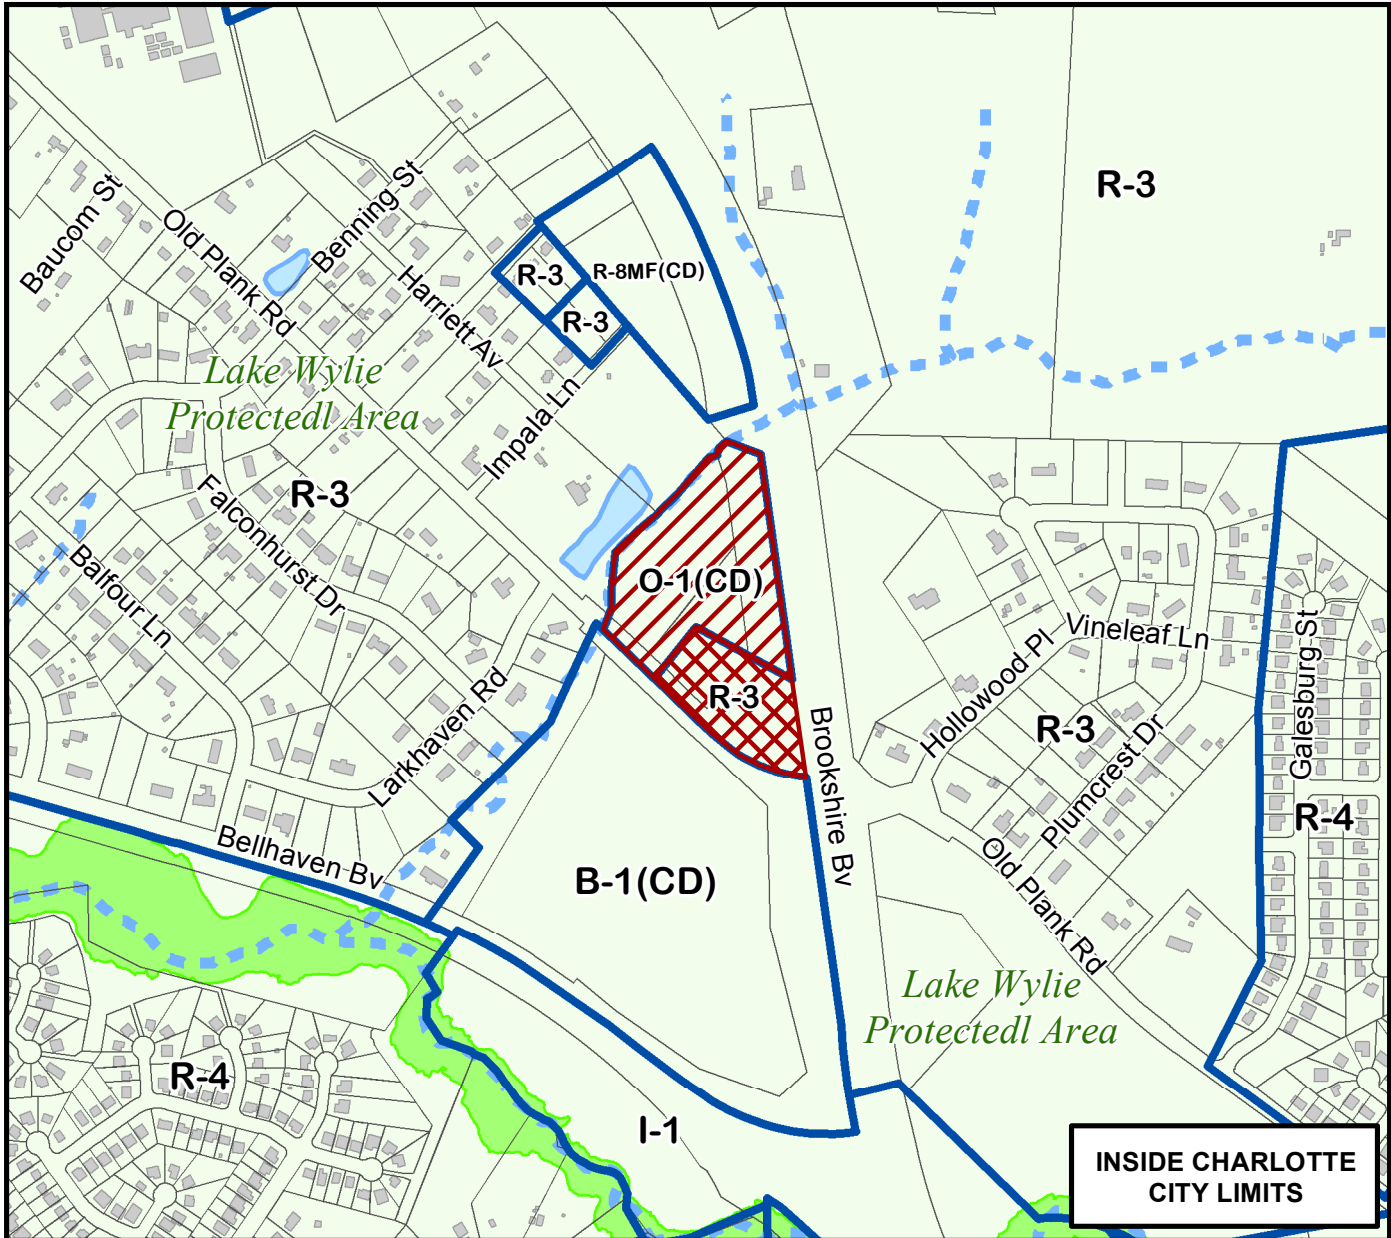 R-3
Baucom St
Old Plank Rd
Benning St
Harriett Av
R-3
R-8MF(CD)
R-3
Lake Wylie
Protectedl Area
Impala Ln
R-3
Falconhurst Dr
Balfour Ln
O-1(CD)
Vineleaf Ln
Galesburg St
Hollowood Pl
R-3
R-3
Larkhaven Rd
Brookshire Bv
Plumcrest Dr
R-4
Bellhaven Bv
B-1(CD)
Old Plank Rd
Lake Wylie
Protectedl Area
R-4
I-1
INSIDE CHARLOTTE
CITY LIMITS